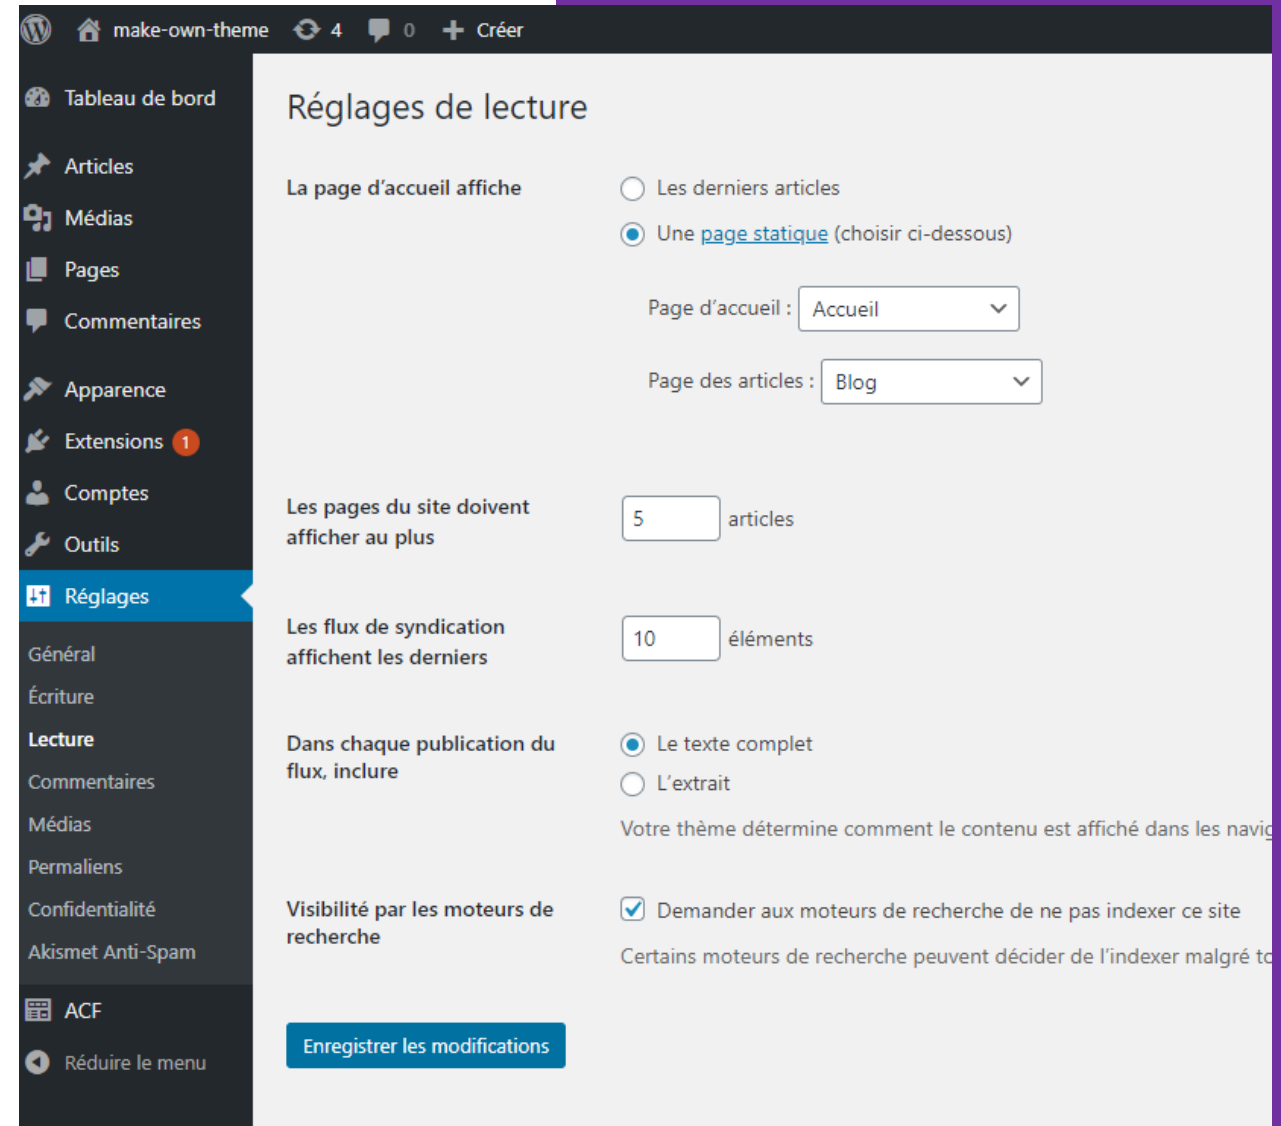 make-own-theme 4 0 Créer
Tableau de bord
Articles
Médias
Pages
Commentaires
Apparence
Extensions 1
Comptes
Outils
Réglages
Général
Écriture
Lecture
Commentaires
Médias
Permaliens
Confidentialité
Akismet Anti-Spam
ACF
Réduire le menu
Réglages de lecture
La page d’accueil affiche
Les derniers articles
Une page statique (choisir ci-dessous)
Page d’accueil : Accueil
Page des articles : Blog
Les pages du site doivent
afficher au plus
5 articles
Les flux de syndication
affichent les derniers
10 éléments
Dans chaque publication du
flux, inclure
Le texte complet
L’extrait
Votre thème détermine comment le contenu est affiché dans les
Visibilité par les moteurs de
recherche
Demander aux moteurs de recherche de ne pas indexer ce site
Certains moteurs de recherche peuvent décider de l’indexer malgré
Enregistrer les modifications